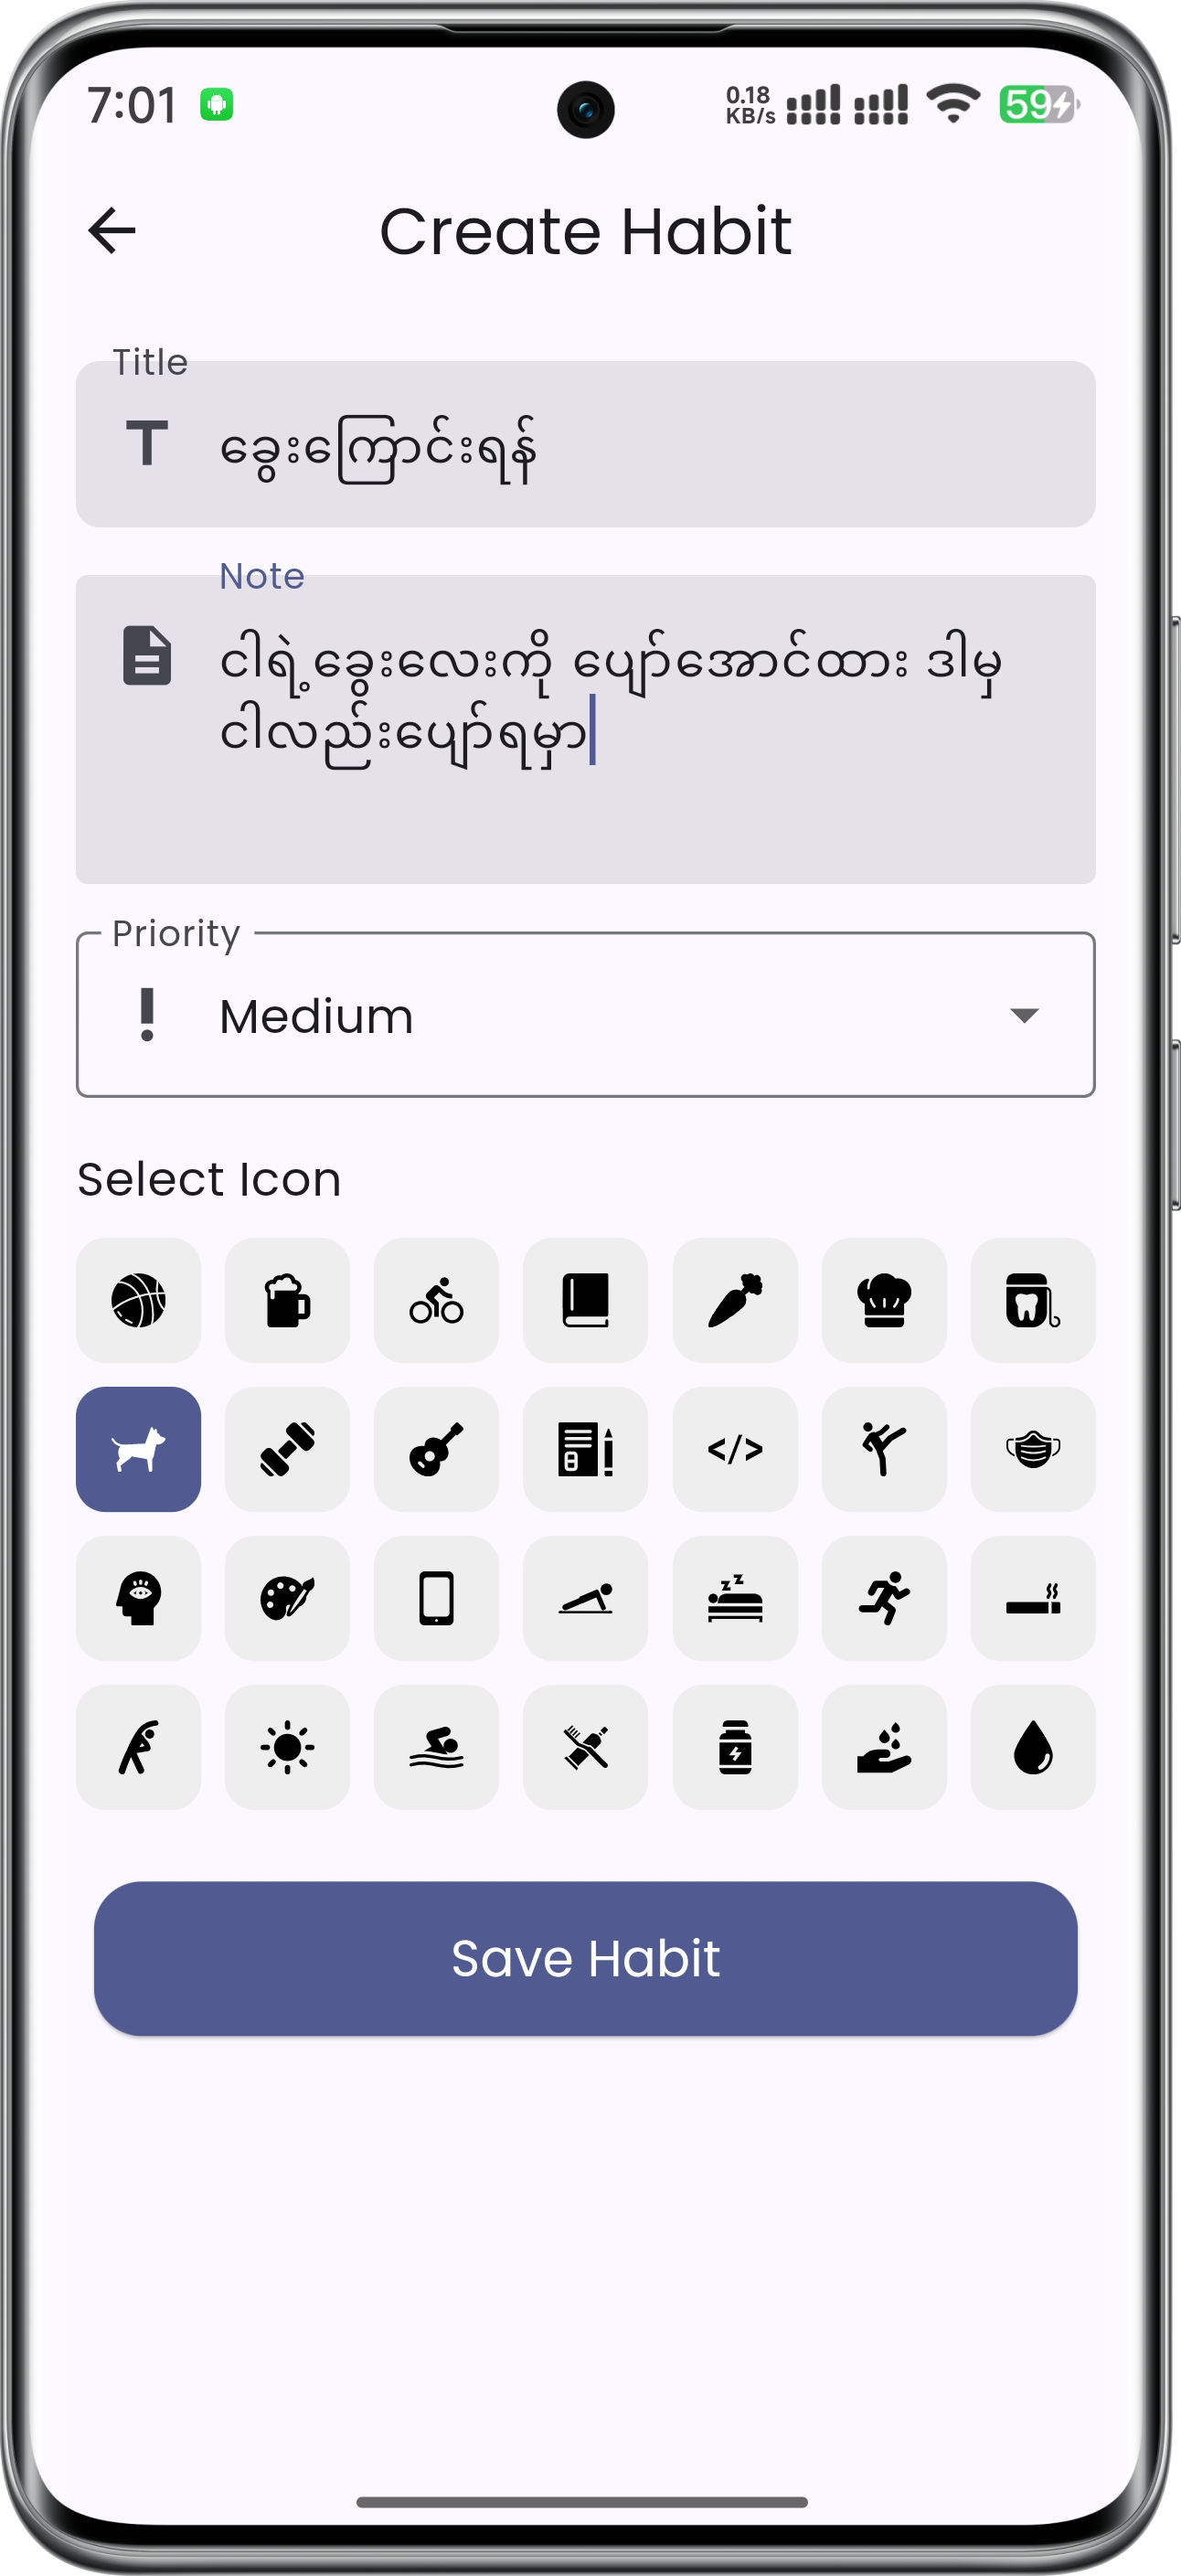 7:01
0.18
KB/s
59
Create Habit
Title
ခွေးကြောင်းရန်
Note
ငါရဲ့ခွေးလေးကို ပျော်အောင်ထား ဒါမှ
ငါလည်းပျော်ရမှာ
Priority
Medium
Select Icon
</>
Save Habit